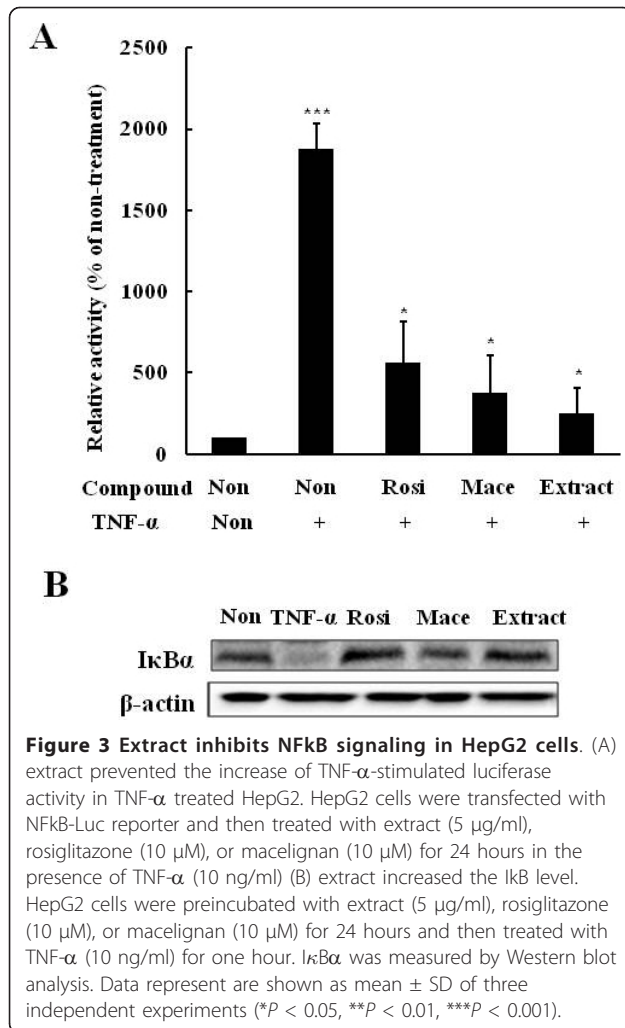 A
Relative activity (% of non-treatment)
2500
2000
1500
1000
500
0
***
*
*
*
Compound Non Non Rosi Mace Extract
TNF-α Non + + + +
B
Non TNF-α Rosi Mace Extract
IκBα
β-actin
Figure 3 Extract inhibits NFkB signaling in HepG2 cells. (A)
extract prevented the increase of TNF-α-stimulated luciferase
activity in TNF-α treated HepG2. HepG2 cells were transfected with
NFkB-Luc reporter and then treated with extract (5 μg/ml),
rosiglitazone (10 μM), or macelignan (10 μM) for 24 hours in the
presence of TNF-α (10 ng/ml) (B) extract increased the IkB level.
HepG2 cells were preincubated with extract (5 μg/ml), rosiglitazone
(10 μM), or macelignan (10 μM) for 24 hours and then treated with
TNF-α (10 ng/ml) for one hour. IκBα was measured by Western blot
analysis. Data represent are shown as mean ± SD of three
independent experiments (*P < 0.05, **P < 0.01, ***P < 0.001).